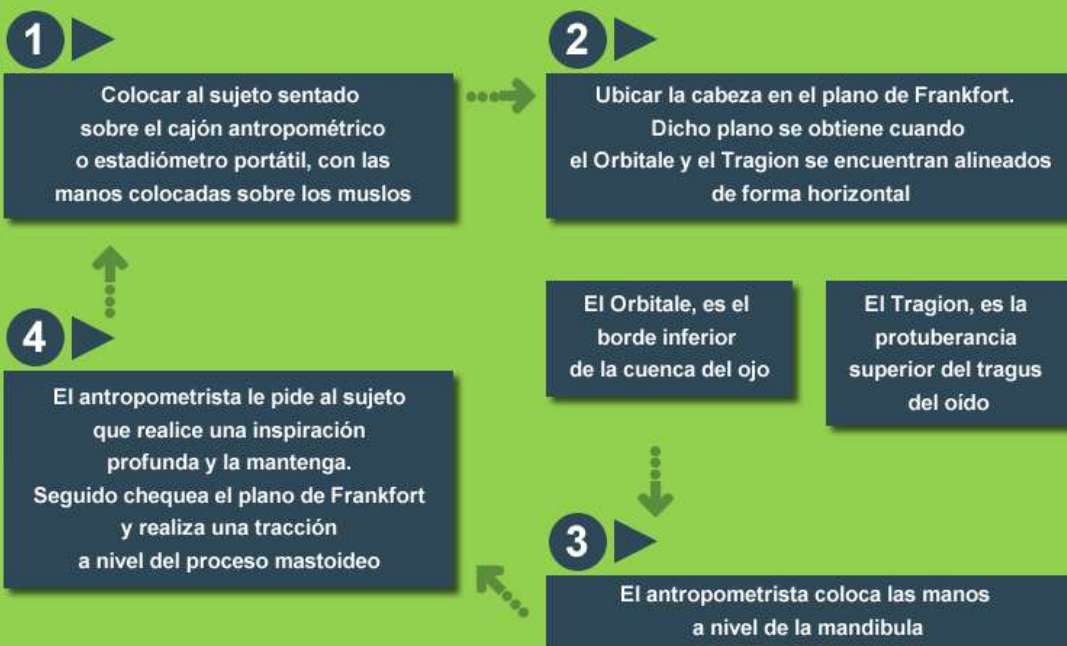 1
Colocar al sujeto sentado
sobre el cajón antropométrico
o estadiómetro portátil, con las
manos colocadas sobre los muslos
2
Ubicar la cabeza en el plano de Frankfort.
Dicho plano se obtiene cuando
el Orbitale y el Tragion se encuentran alineados
de forma horizontal
El Orbitale, es el
borde inferior
de la cuenca del ojo
El Tragion, es la
protuberancia
superior del tragus
del oído
3
El antropometrista coloca las manos
a nivel de la mandibula
4
El antropometrista le pide al sujeto
que realice una inspiración
profunda y la mantenga.
Seguido chequea el plano de Frankfort
y realiza una tracción
a nivel del proceso mastoideo